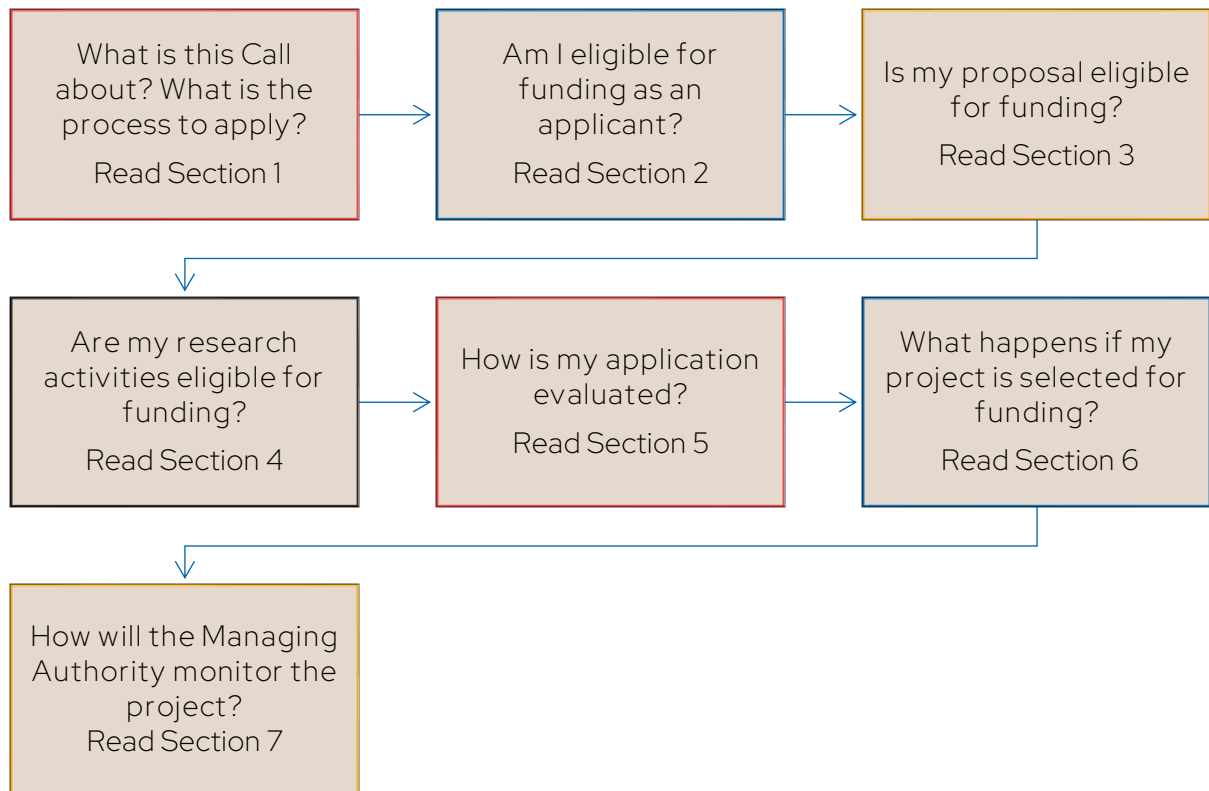 What is this Call
about? What is the
process to apply?
Read Section 1
Am I eligible for
funding as an
applicant?
Read Section 2
Is my proposal eligible
for funding?
Read Section 3
Are my research
activities eligible for
funding?
Read Section 4
How is my application
evaluated?
Read Section 5
What happens if my
project is selected for
funding?
Read Section 6
How will the Managing
Authority monitor the
project?
Read Section 7